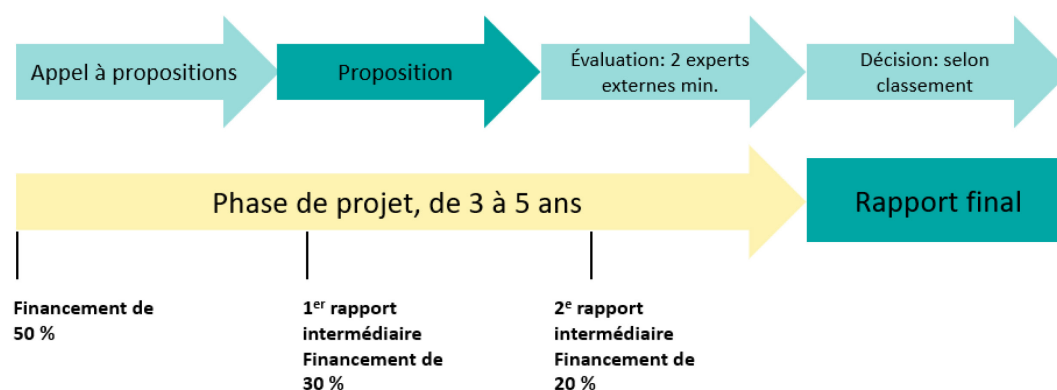 Appel à propositions
Proposition
Évaluation: 2 experts
externes min.
Décision: selon
classement
Phase de projet, de 3 à 5 ans
Rapport final
Financement de
50 %
1er rapport
intermédiaire
Financement de
30 %
2e rapport
intermédiaire
Financement de
20 %